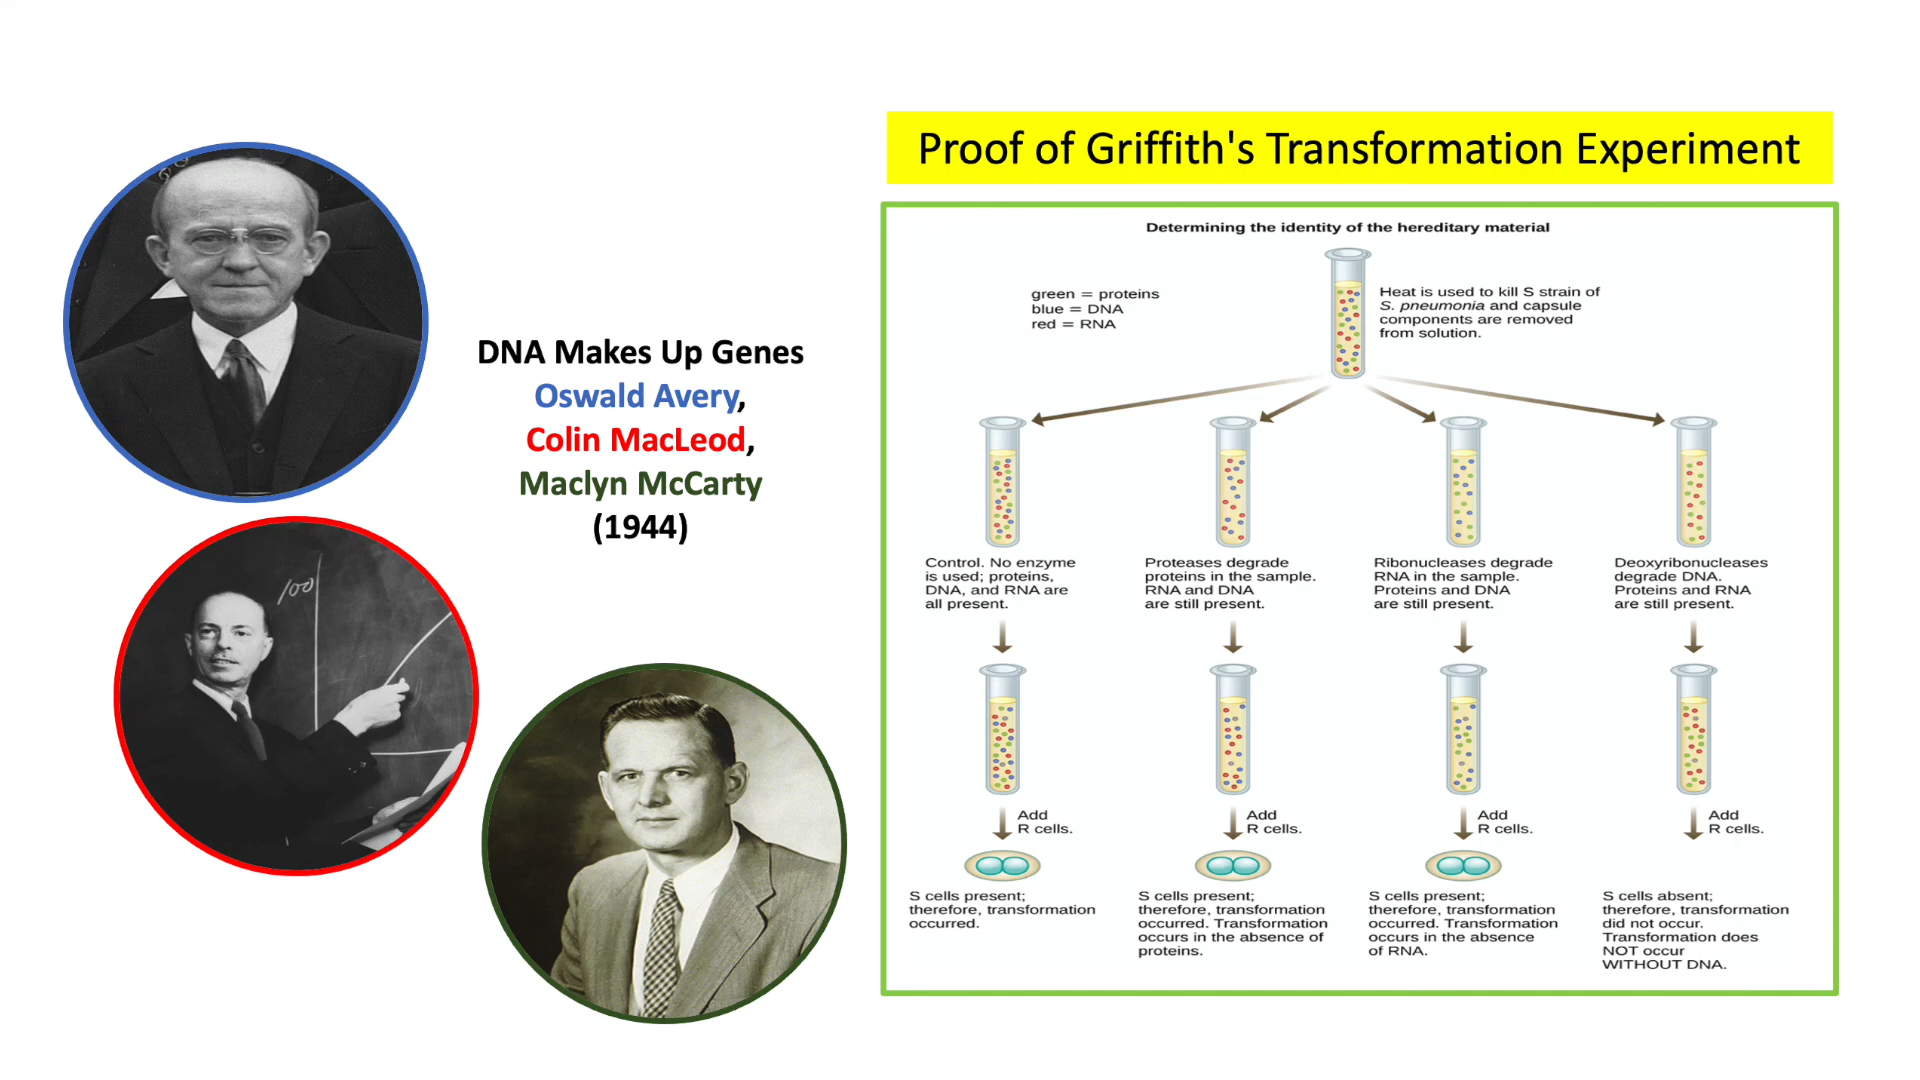 Proof of Griffith's Transformation Experiment
DNA Makes Up Genes
Oswald Avery,
Colin MacLeod,
Maclyn McCarty
(1944)
100
Determining the identity of the hereditary material
green = proteins
blue = DNA
red = RNA
Heat is used to kill S strain of
S. pneumonia and capsule
components are removed
from solution.
Control. No enzyme
is used; proteins,
DNA, and RNA are
all present.
Proteases degrade
proteins in the sample.
RNA and DNA
are still present.
Ribonucleases degrade
RNA in the sample.
Proteins and DNA
are still present.
Deoxyribonucleases
degrade DNA.
Proteins and RNA
are still present.
Add
R cells.
Add
R cells.
Add
R cells.
Add
R cells.
S cells present;
therefore, transformation
occurred.
S cells present;
therefore, transformation
occurred. Transformation
occurs in the absence of
proteins.
S cells present;
therefore, transformation
occurred. Transformation
occurs in the absence
of RNA.
S cells absent;
therefore, transformation
did not occur.
Transformation does
NOT occur
WITHOUT DNA.